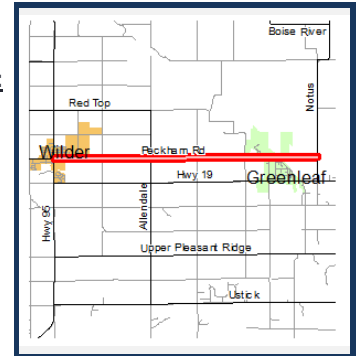 Boise River
Notus
Red Top
Wilder
Peckham Rd
Hwy 19
Greenleaf
Allendale
Hwy 95
Upper Pleasant Ridge
Ustick